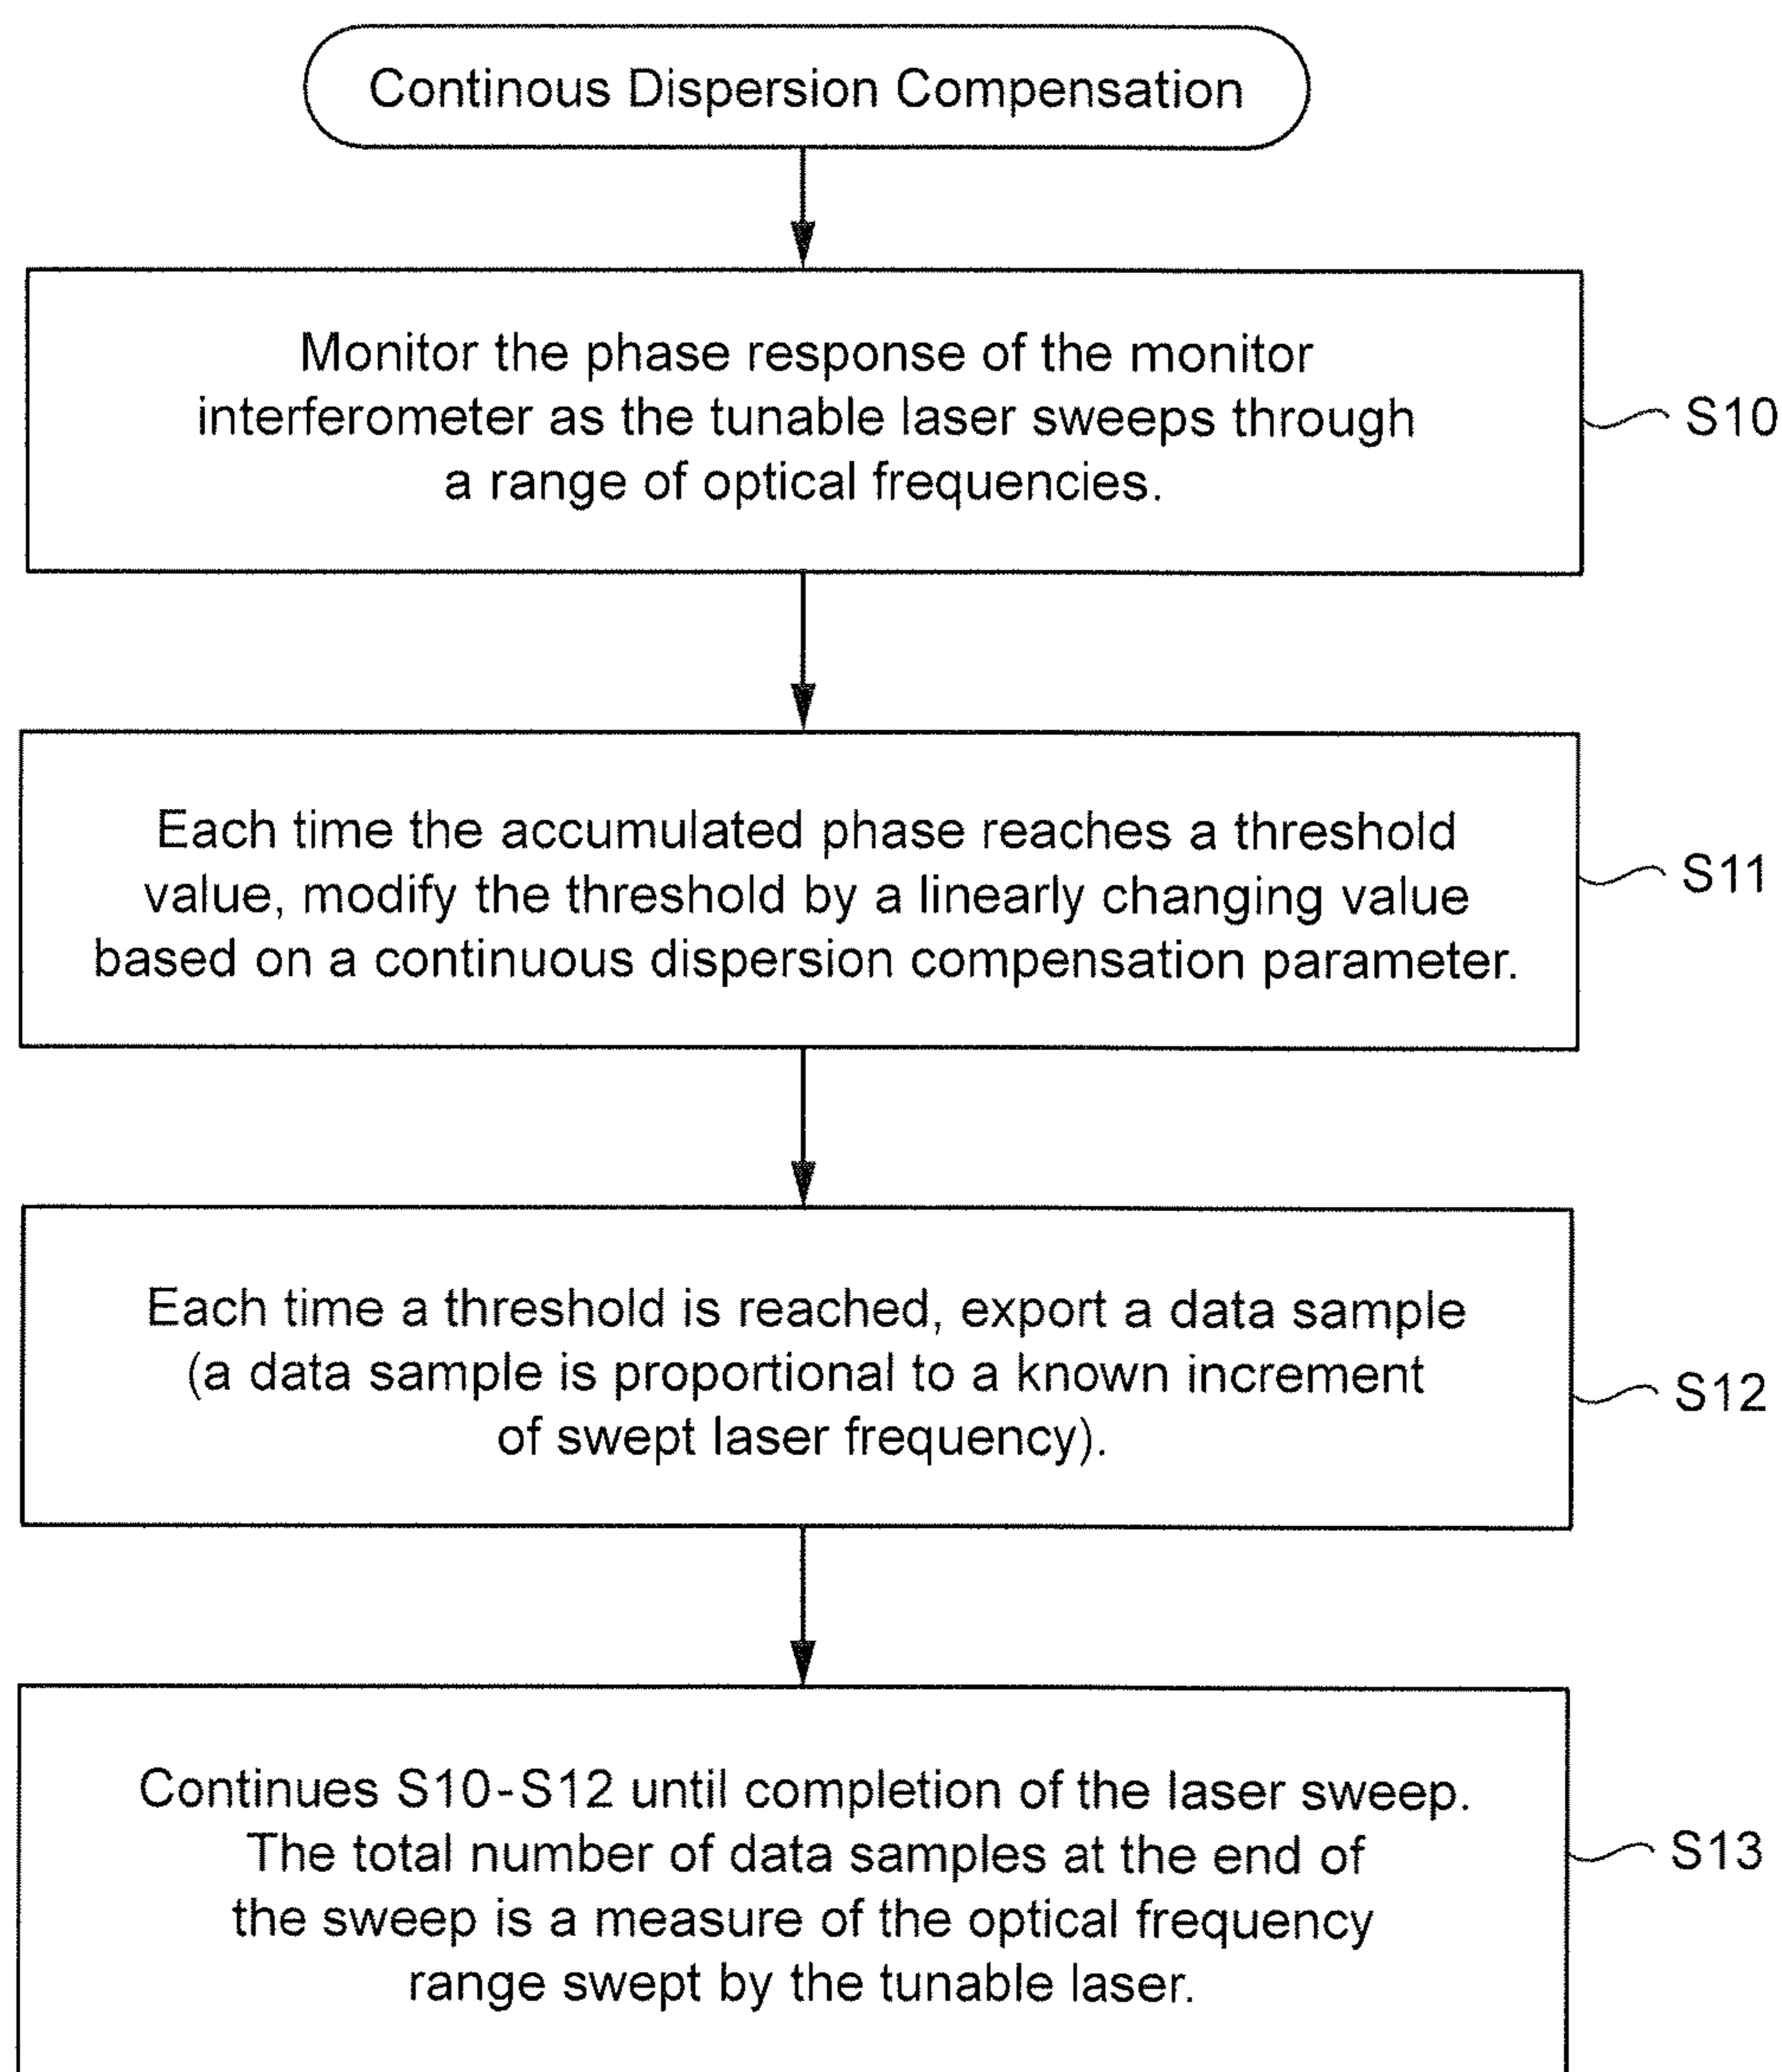 Continous Dispersion Compensation
Monitor the phase response of the monitor
interferometer as the tunable laser sweeps through
a range of optical frequencies.
S10
Each time the accumulated phase reaches a threshold
value, modify the threshold by a linearly changing value
based on a continuous dispersion compensation parameter.
S11
Each time a threshold is reached, export a data sample
(a data sample is proportional to a known increment
of swept laser frequency).
S12
Continues S10-S12 until completion of the laser sweep.
The total number of data samples at the end of
the sweep is a measure of the optical frequency
range swept by the tunable laser.
S13